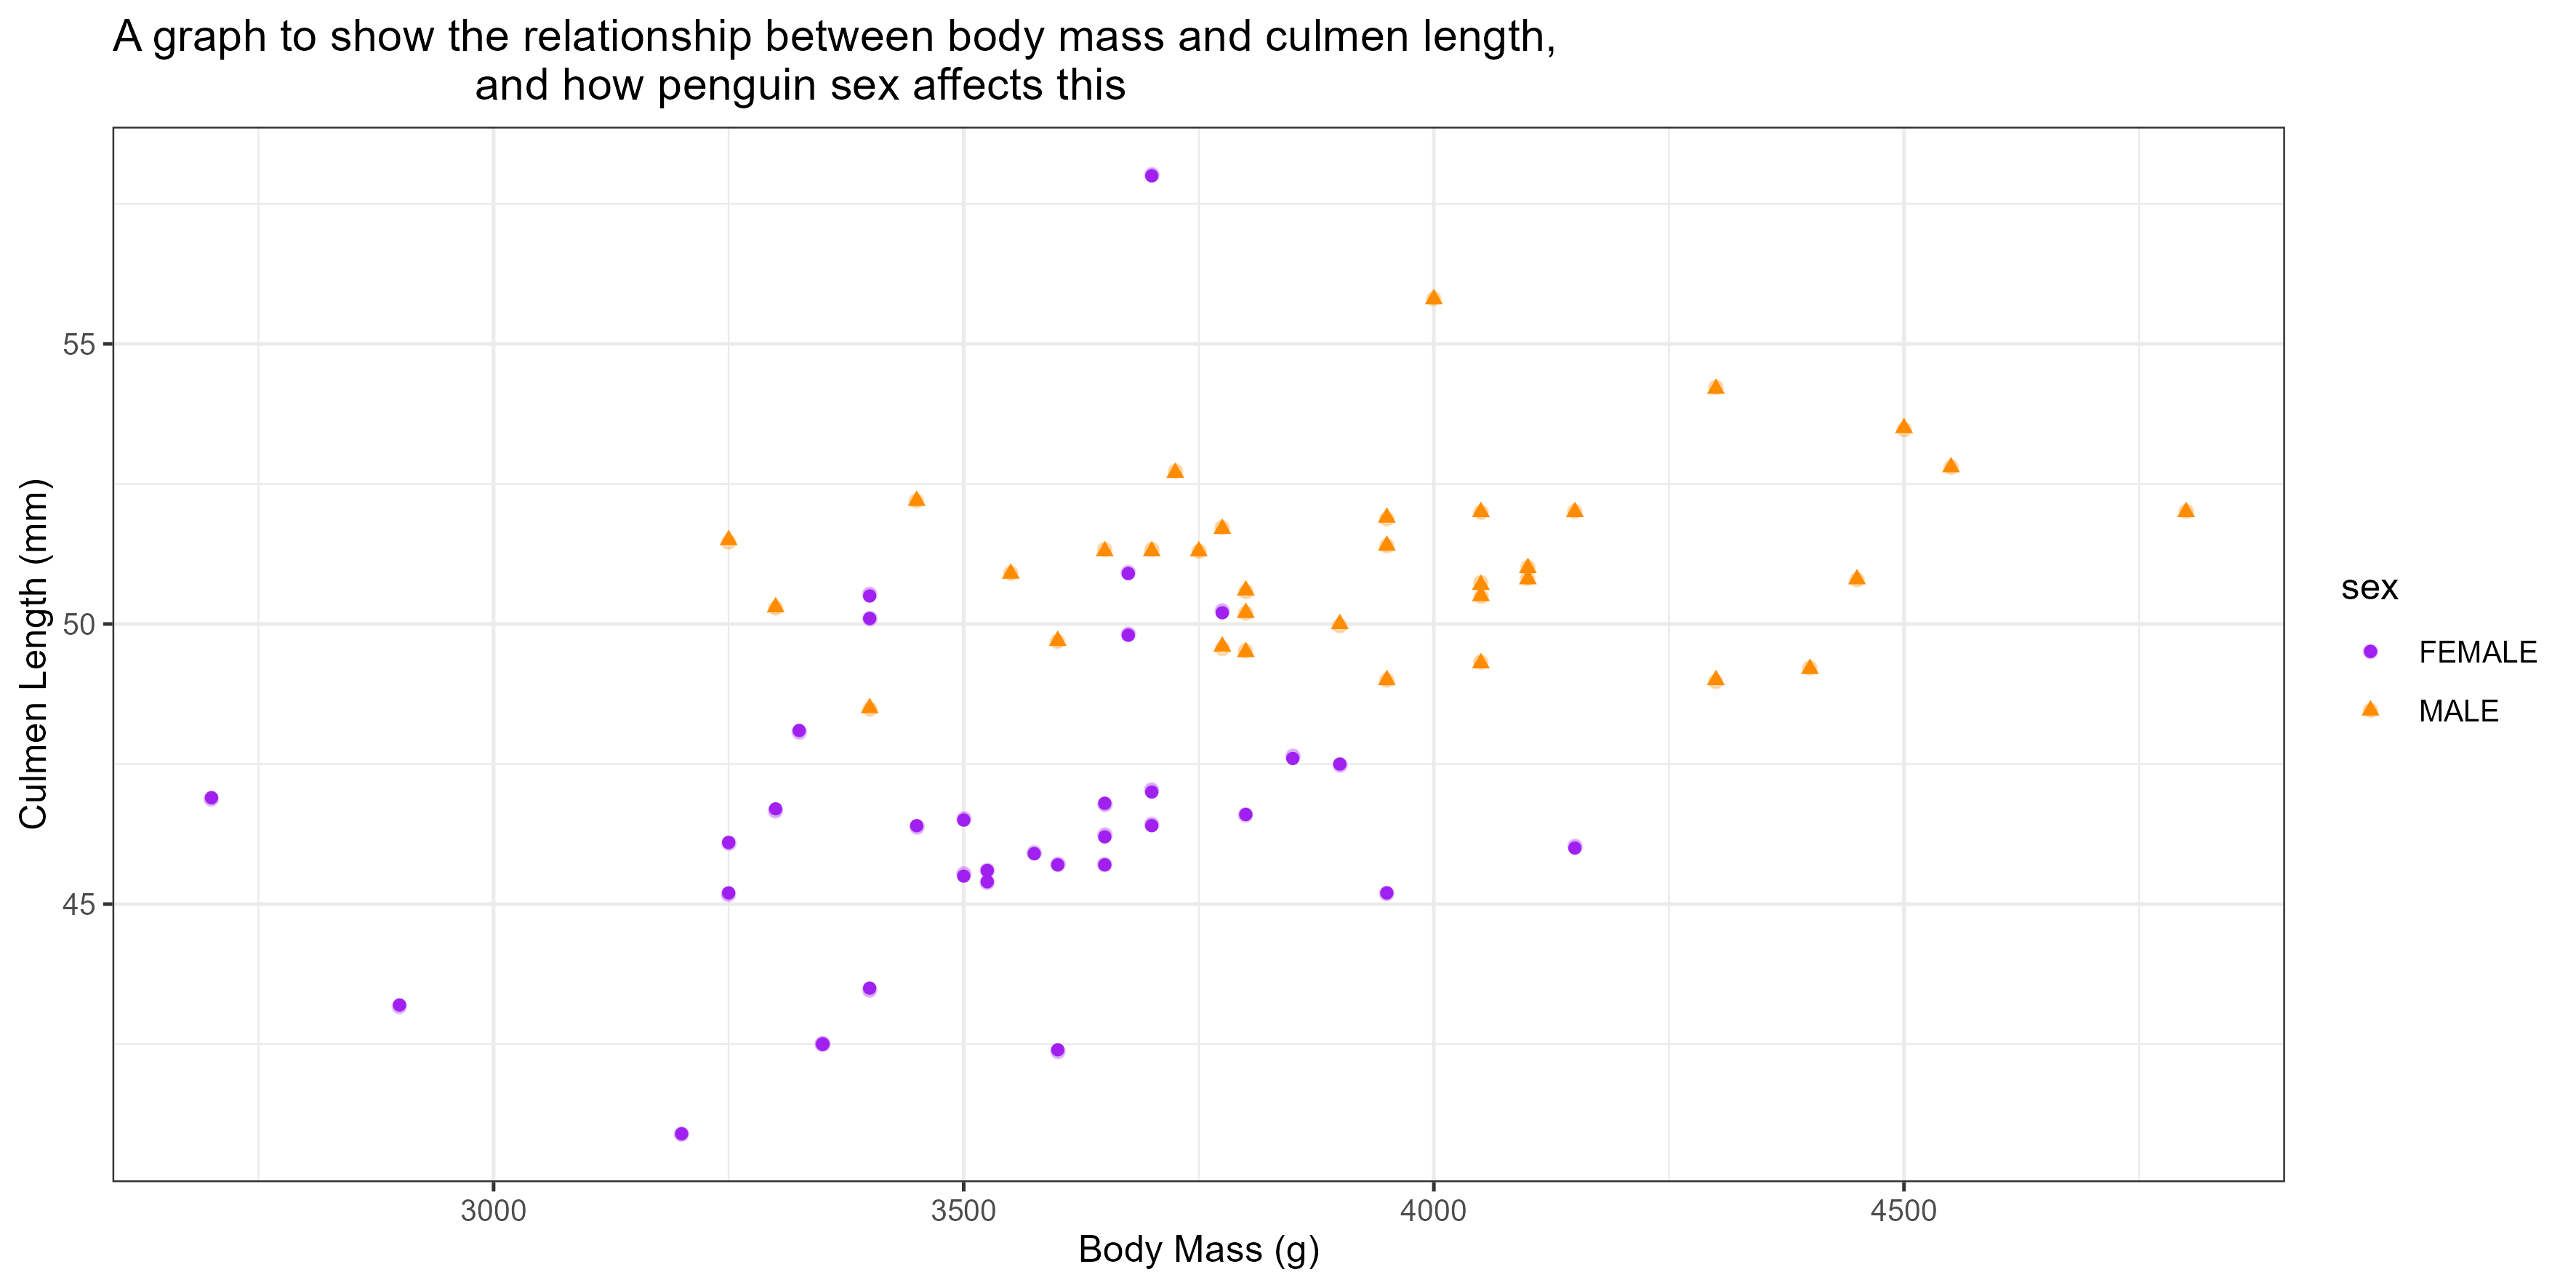 A graph to show the relationship between body mass and culmen length,
and how penguin sex affects this
Culmen Length (mm)
55
50
45
3000
3500
4000
4500
Body Mass (g)
sex
FEMALE
MALE